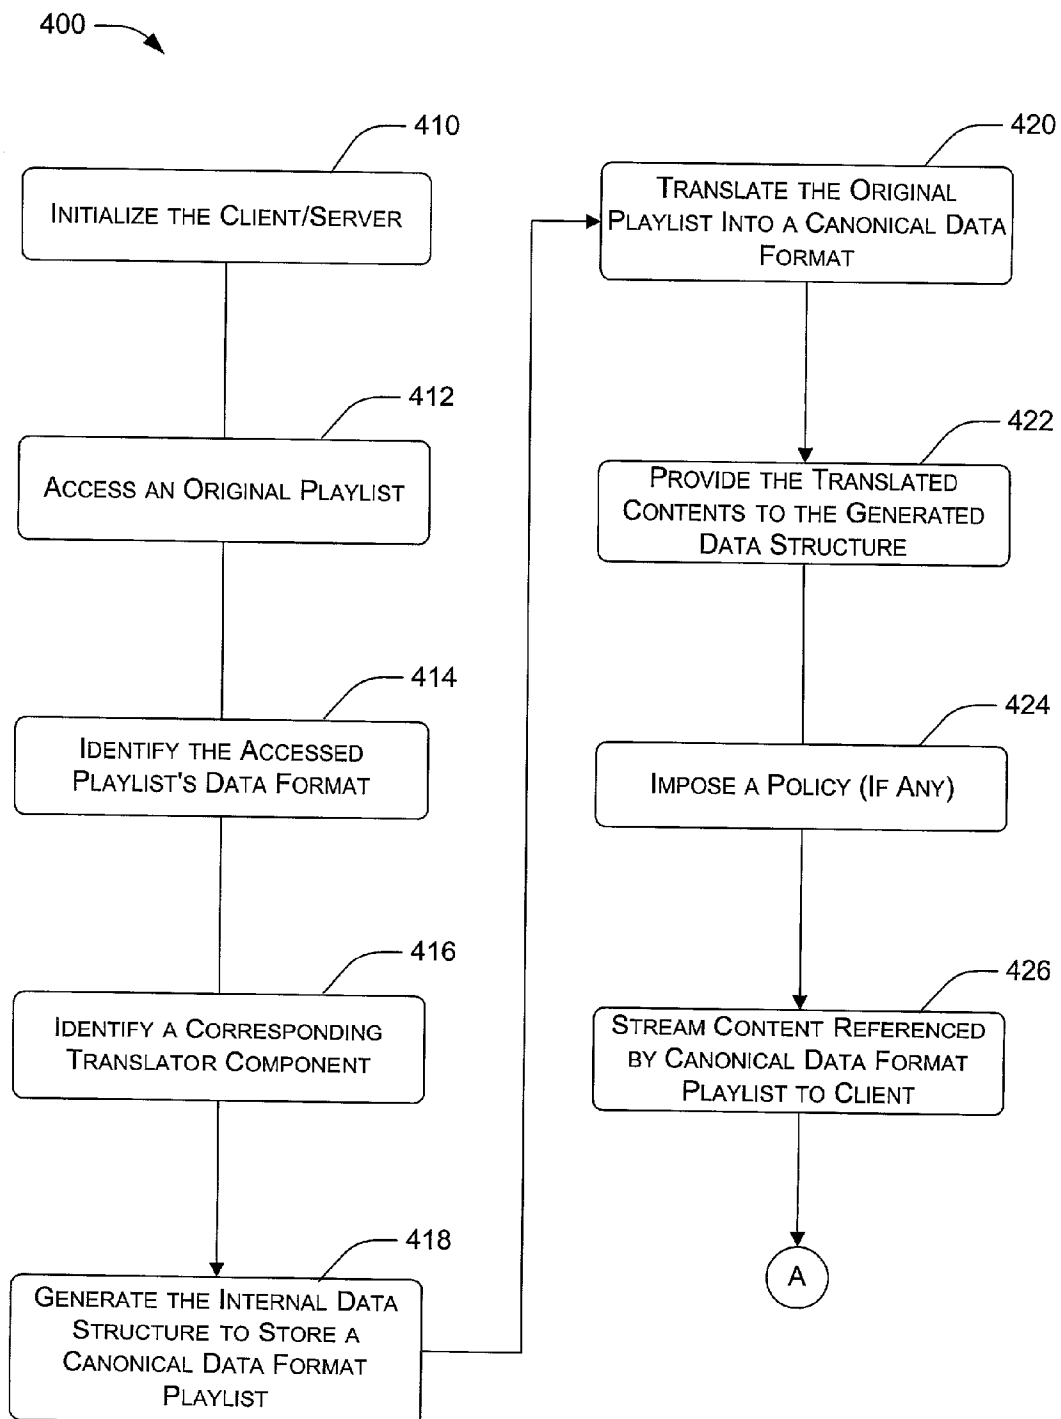 400
410
INITIALIZE THE CLIENT/SERVER
412
ACCESS AN ORIGINAL PLAYLIST
414
IDENTIFY THE ACCESSED
PLAYLIST'S DATA FORMAT
416
IDENTIFY A CORRESPONDING
TRANSLATOR COMPONENT
418
GENERATE THE INTERNAL DATA
STRUCTURE TO STORE A
CANONICAL DATA FORMAT
PLAYLIST
420
TRANSLATE THE ORIGINAL
PLAYLIST INTO A CANONICAL DATA
FORMAT
422
PROVIDE THE TRANSLATED
CONTENTS TO THE GENERATED
DATA STRUCTURE
424
IMPOSE A POLICY (IF ANY)
426
STREAM CONTENT REFERENCED
BY CANONICAL DATA FORMAT
PLAYLIST TO CLIENT
A